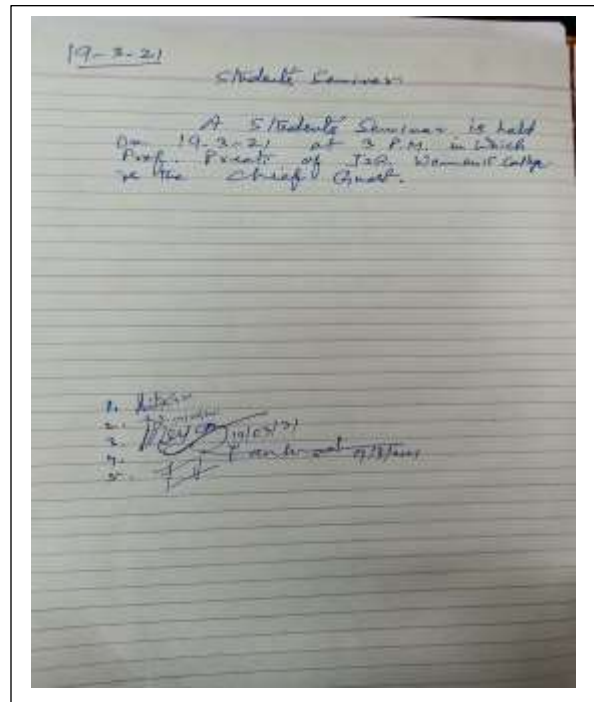 19-3-21
Students Seminar
A Students Seminar is held
on 19.3-21 at 3 P.M. in which
Prof. Preeti of Women's College
is the Chief Guest.
1.
2.
3. 19/03/21
4.
5.